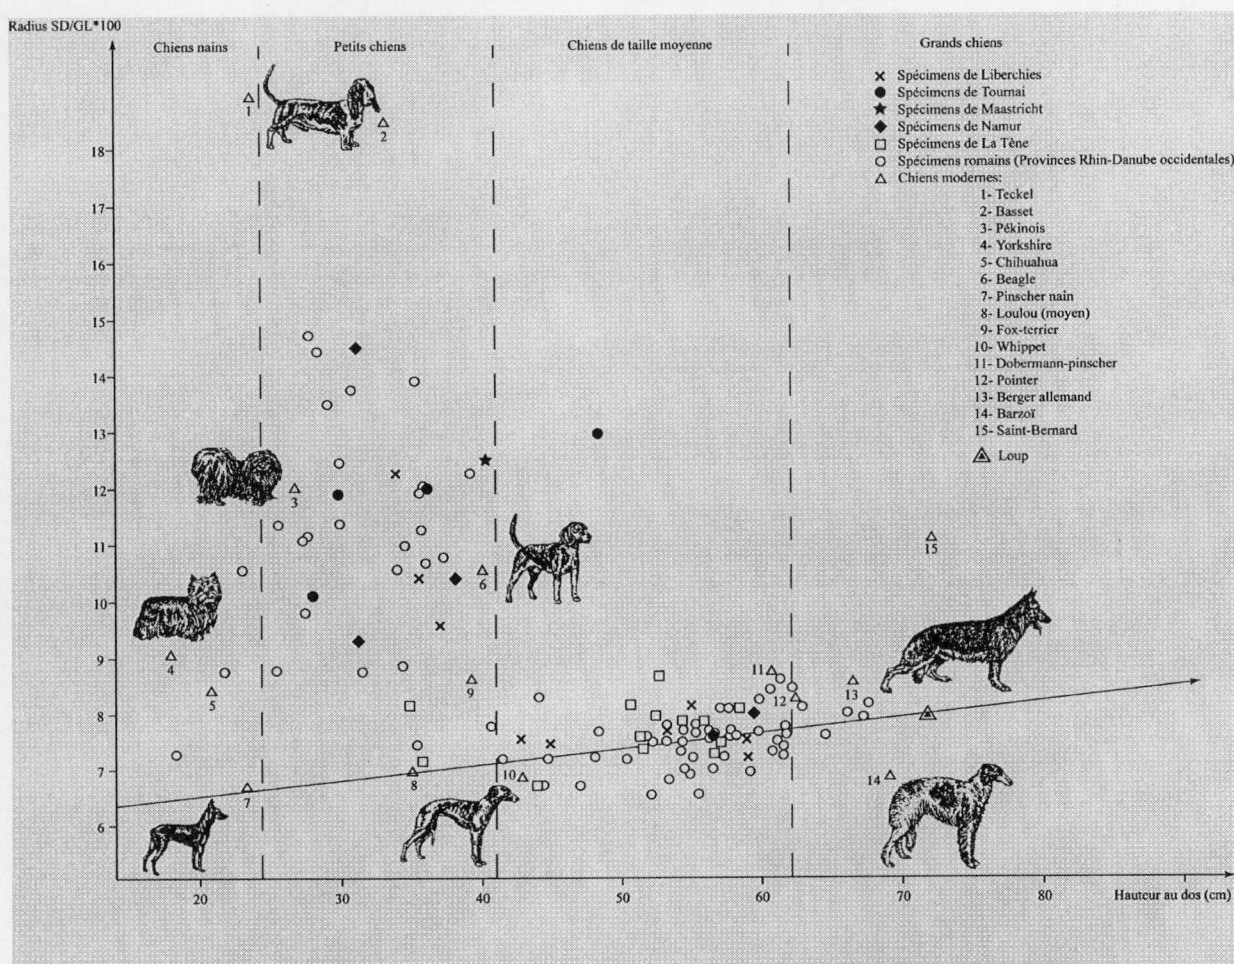 Radius SD/GL*100
Chiens nains
Petits chiens
Chiens de taille moyenne
Grands chiens
Spécimens de Liberchies
Spécimens de Tournai
Spécimens de Maastricht
Spécimens de Namur
Spécimens de La Tène
Spécimens romains (Provinces Rhin-Danube occidentales)
Chiens modernes:
1- Teckel
2- Basset
3- Pékinois
4- Yorkshire
5- Chihuahua
6- Beagle
7- Pinscher nain
8- Loulou (moyen)
9- Fox-terrier
10- Whippet
11- Dobermann-pinscher
12- Pointer
13- Berger allemand
14- Barzoï
15- Saint-Bernard
Loup
1
2
18
17
16
15
14
13
12
11
10
9
8
7
6
3
4
5
6
7
8
9
10
11
12
13
14
15
20
30
40
50
60
70
80
Hauteur au dos (cm)